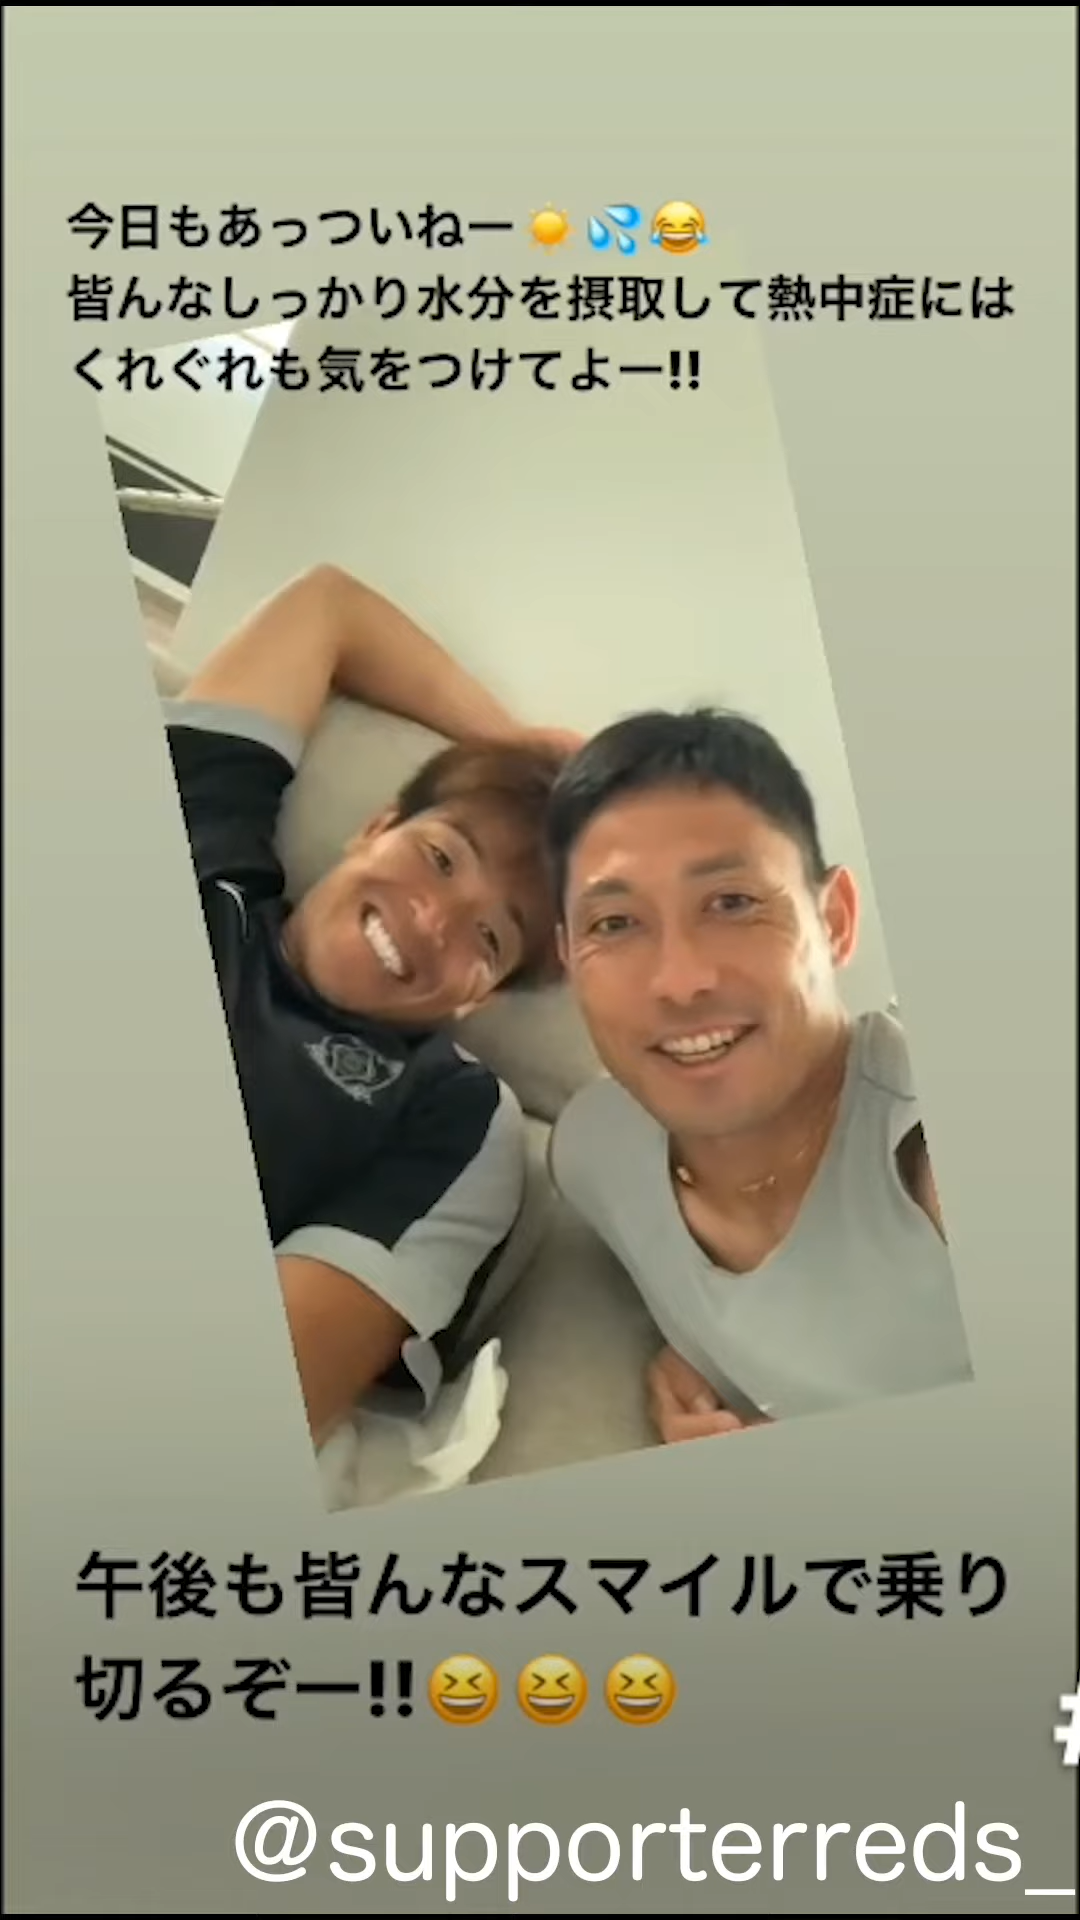 今日もあっついねー☀️💦😂
皆んなしっかり水分を摂取して熱中症には
くれぐれも気をつけてよー!!
午後も皆んなスマイルで乗り
切るぞー!!😆😆😆
#
@supporterreds_